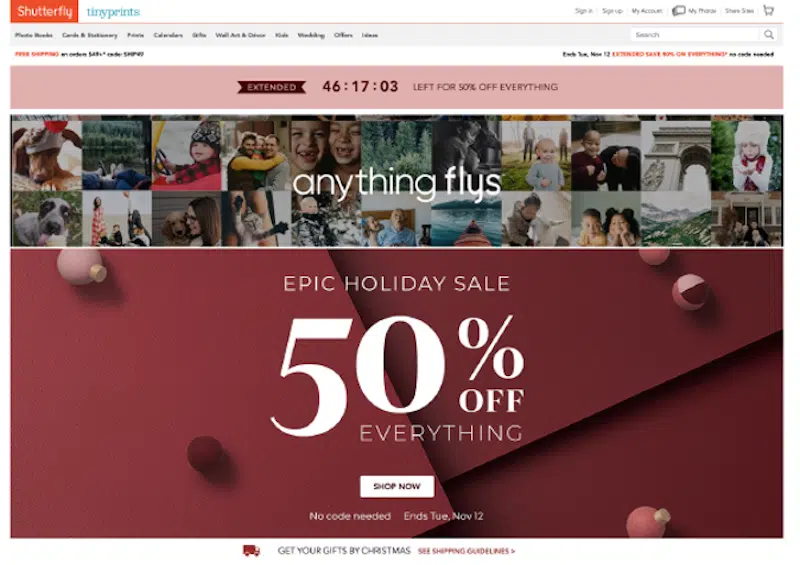 Shutterfly tinyprints Sign in Sign up My Account My Photos Share Sites
Photo Books Cards & Stationery Prints Calendars Gifts Wall Art & Décor Kids Wedding Offers Ideas Search
FREE SHIPPING on orders $49+* code: SHIP49 Ends Tue, Nov 12 EXTENDED SAVE 50% ON EVERYTHING* no code needed
EXTENDED 46:17:03 LEFT FOR 50% OFF EVERYTHING
anything flys
EPIC HOLIDAY SALE
50% OFF
EVERYTHING
SHOP NOW
No code needed Ends Tue, Nov 12
GET YOUR GIFTS BY CHRISTMAS SEE SHIPPING GUIDELINES >